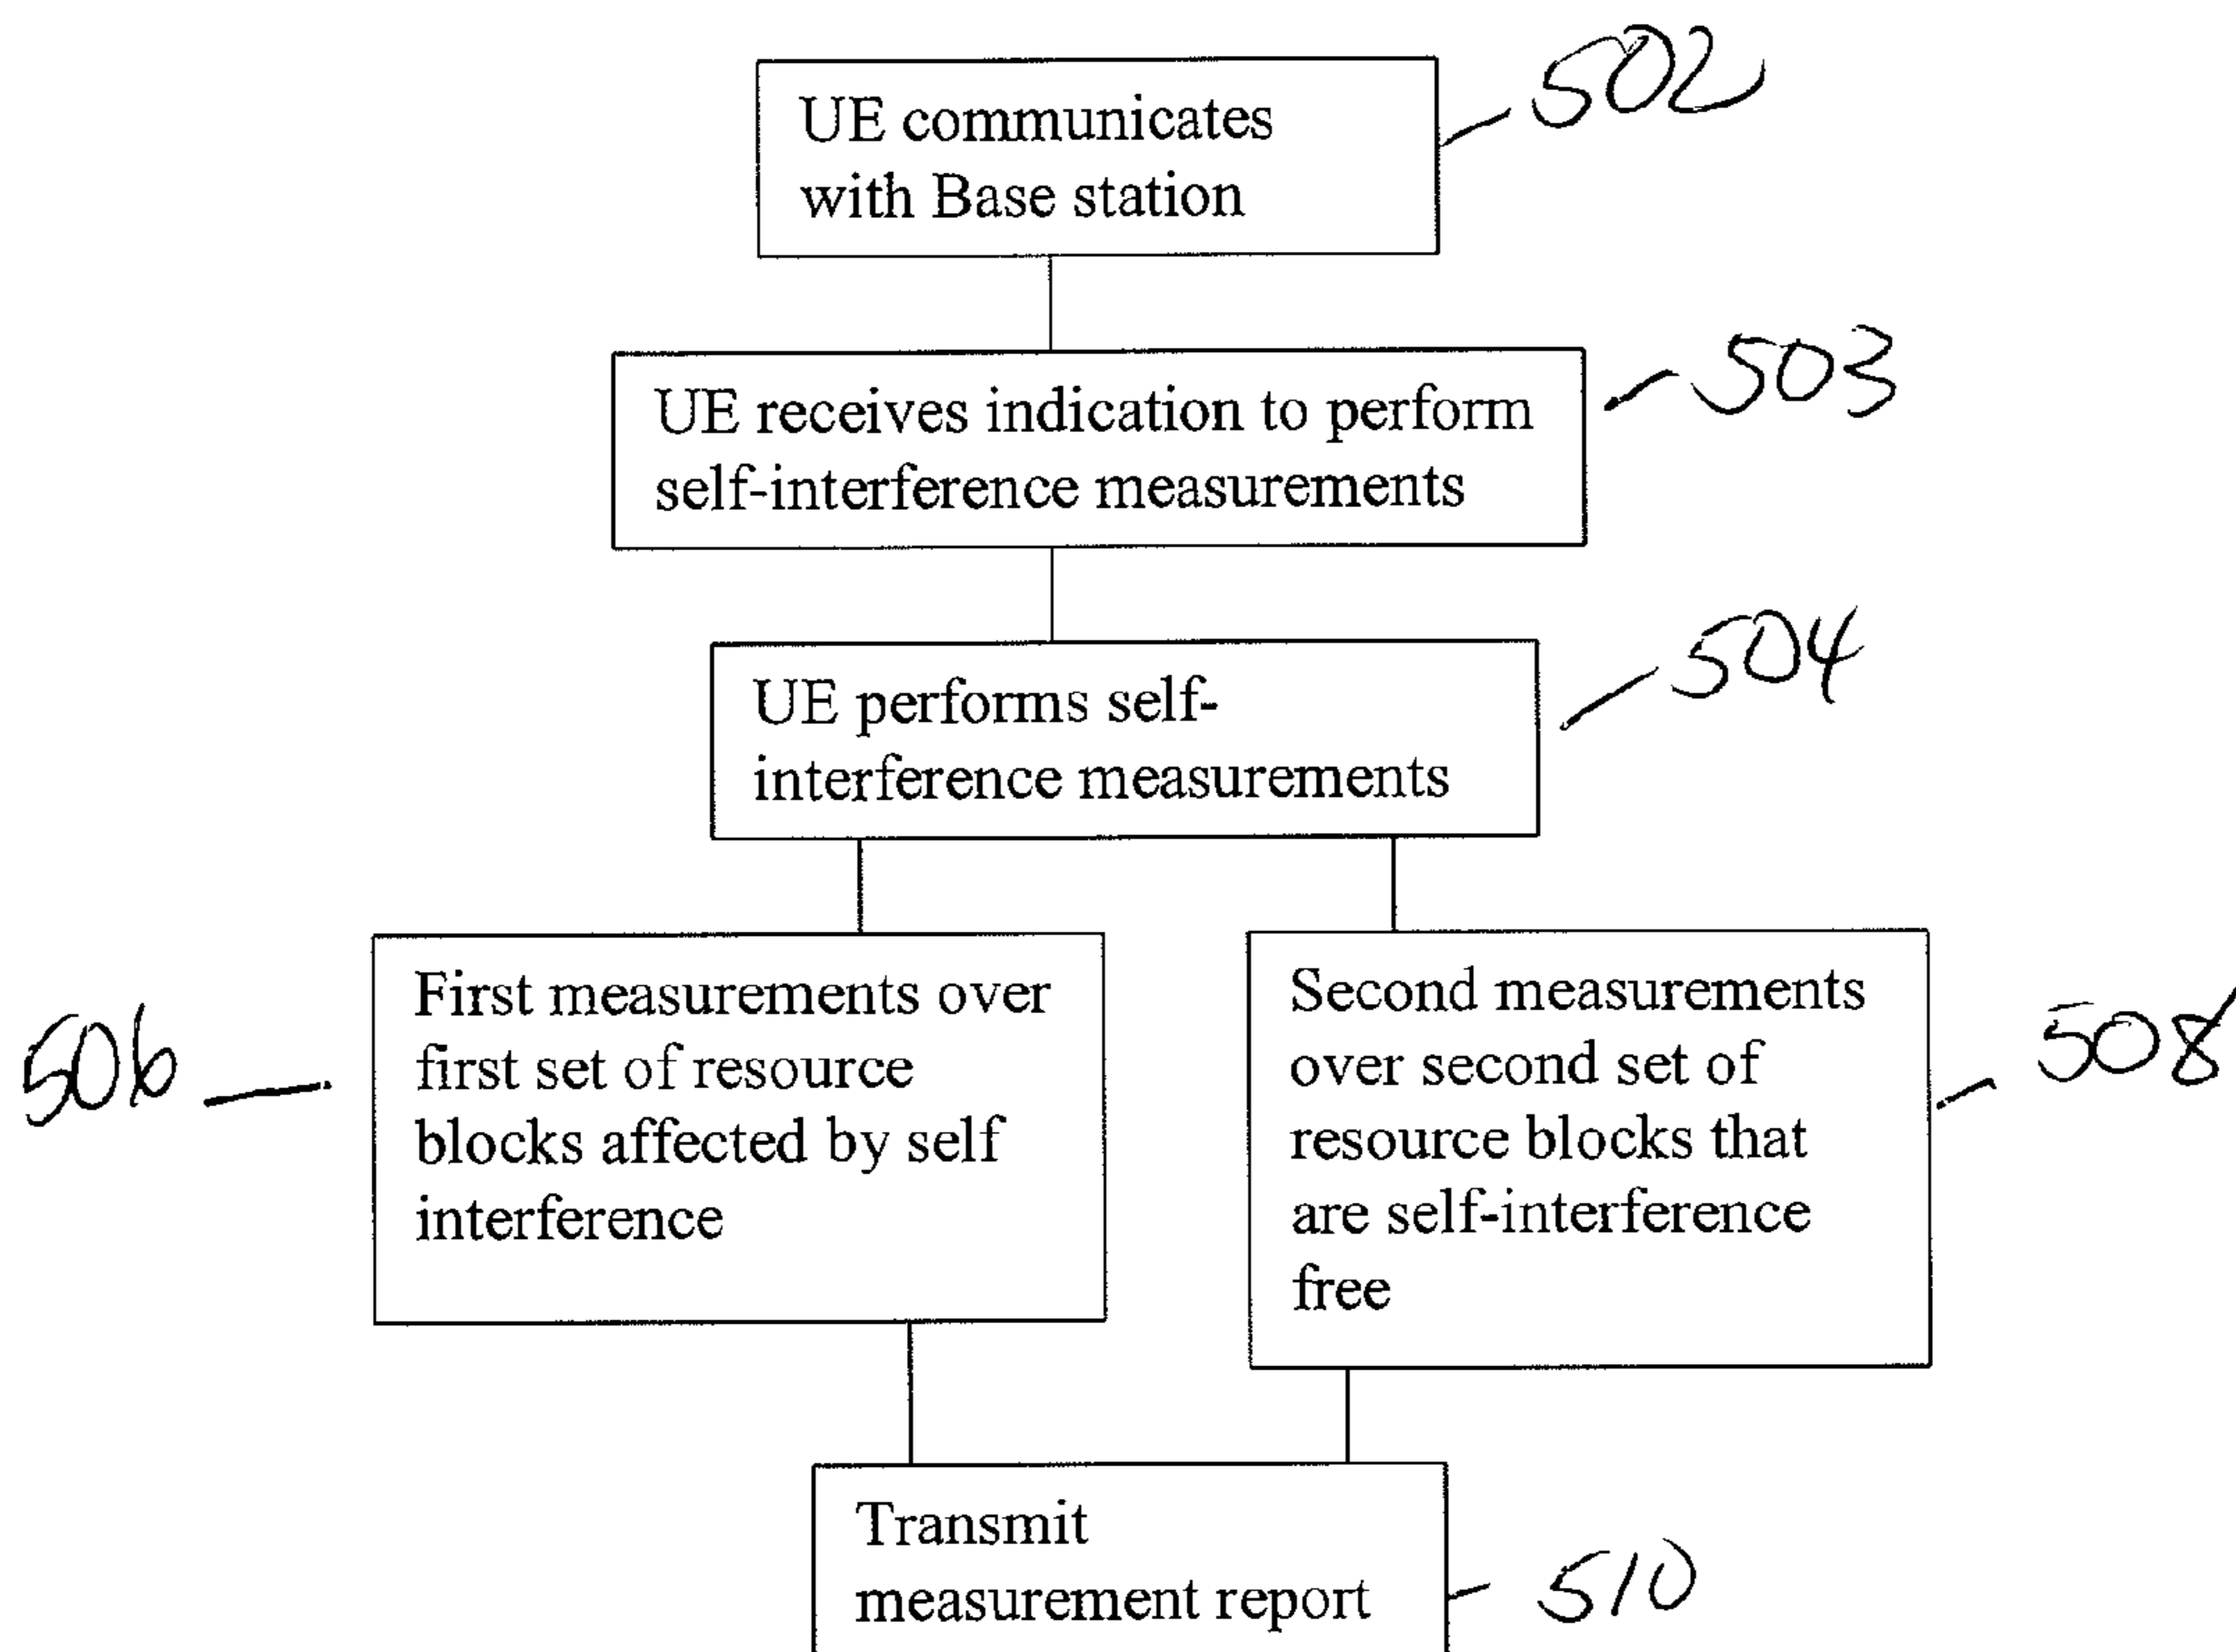 UE communicates
with Base station
502
UE receives indication to perform
self-interference measurements
503
UE performs self-
interference measurements
504
506
First measurements over
first set of resource
blocks affected by self
interference
Second measurements
over second set of
resource blocks that
are self-interference
free
508
Transmit
measurement report
510